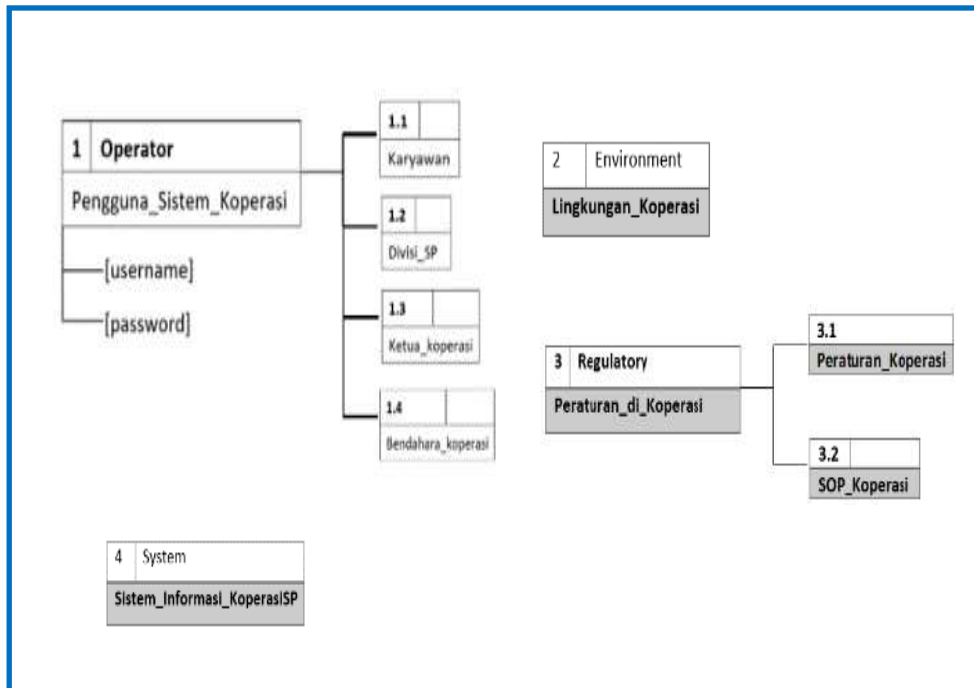 1 Operator
Pengguna_Sistem_Koperasi
[username]
[password]
1.1
Karyawan
1.2
Divisi_SP
1.3
Ketua_koperasi
1.4
Bendahara_koperasi
2 Environment
Lingkungan_Koperasi
3 Regulatory
Peraturan_di_Koperasi
3.1
Peraturan_Koperasi
3.2
SOP_Koperasi
4 System
Sistem_Informasi_KoperasiSP